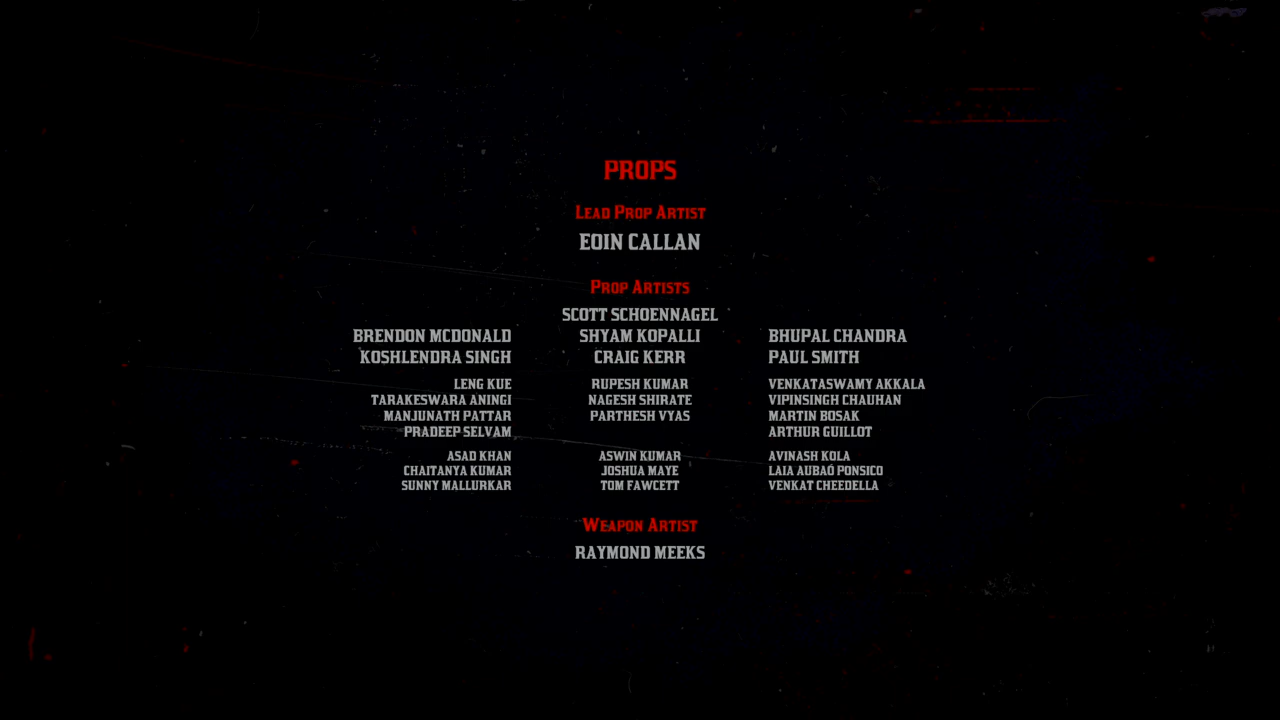 PROPS
LEAD PROP ARTIST
EOIN CALLAN
PROP ARTISTS
SCOTT SCHOENNAGEL
BRENDON MCDONALD SHYAM KOPALLI BHUPAL CHANDRA
KOSHLENDRA SINGH CRAIG KERR PAUL SMITH
LENG KUE RUPESH KUMAR VENKATASWAMY AKKALA
TARAKESWARA ANINGI NAGESH SHIRATE VIPINSINGH CHAUHAN
MANJUNATH PATTAR PARTHESH VYAS MARTIN BOSAK
PRADEEP SELVAM ARTHUR GUILLOT
ASAD KHAN ASWIN KUMAR AVINASH KOLA
CHAITANYA KUMAR JOSHUA MAYE LAIA AUBAÓ PONSICO
SUNNY MALLURKAR TOM FAWCETT VENKAT CHEEDELLA
WEAPON ARTIST
RAYMOND MEEKS